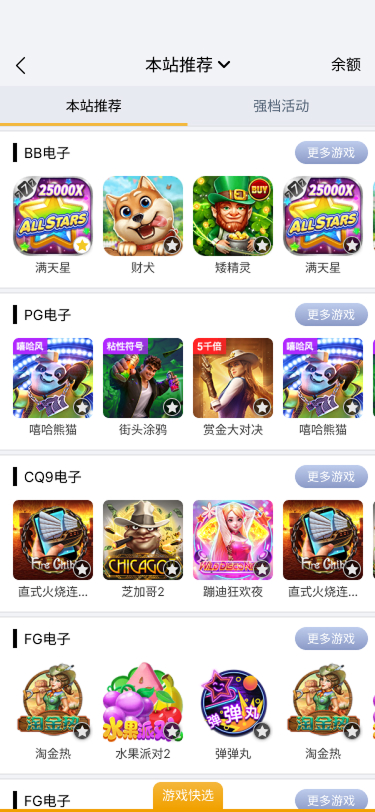 本站推荐
余额
本站推荐
强档活动
BB电子
更多游戏
25000X
ALL STARS
BUY
25000X
ALL STARS
满天星
财犬
矮精灵
满天星
PG电子
更多游戏
嘻哈风
粘性符号
5千倍
嘻哈风
嘻哈熊猫
街头涂鸦
赏金大对决
嘻哈熊猫
CQ9电子
更多游戏
Fire Chib
CHICAGO
Fire Chib
直式火烧连...
芝加哥2
蹦迪狂欢夜
直式火烧连...
FG电子
更多游戏
淘金热
水果派对
弹弹丸
淘金热
淘金热
水果派对2
弹弹丸
淘金热
FG电子
更多游戏
游戏快选